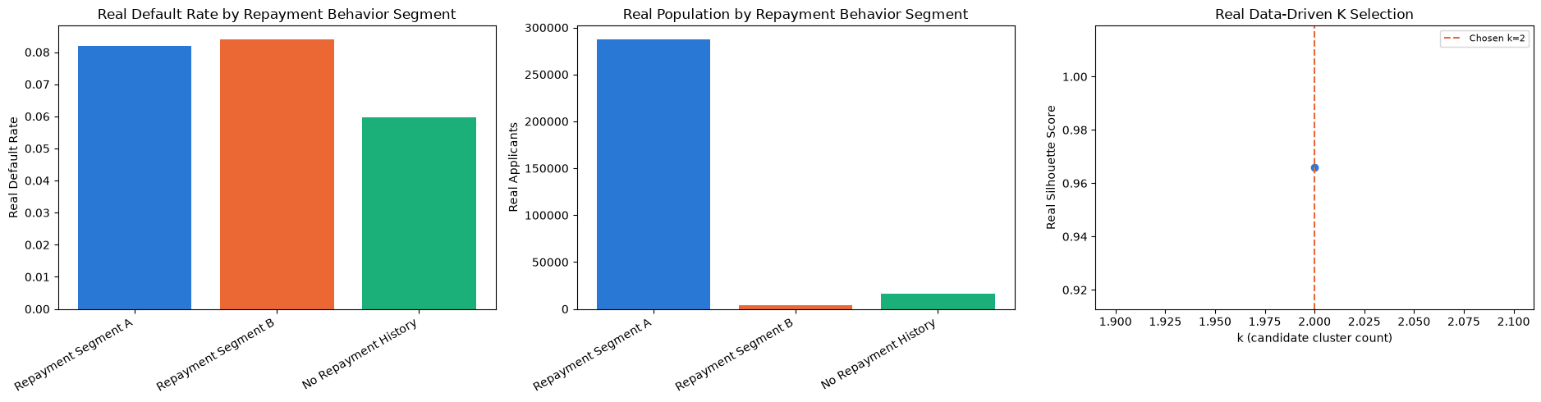 Real Default Rate by Repayment Behavior Segment
Real Default Rate
0.08
0.07
0.06
0.05
0.04
0.03
0.02
0.01
0.00
Repayment Segment A
Repayment Segment B
No Repayment History
Real Population by Repayment Behavior Segment
Real Applicants
300000
250000
200000
150000
100000
50000
0
Repayment Segment A
Repayment Segment B
No Repayment History
Real Data-Driven K Selection
Chosen k=2
Real Silhouette Score
1.00
0.98
0.96
0.94
0.92
1.900 1.925 1.950 1.975 2.000 2.025 2.050 2.075 2.100
k (candidate cluster count)